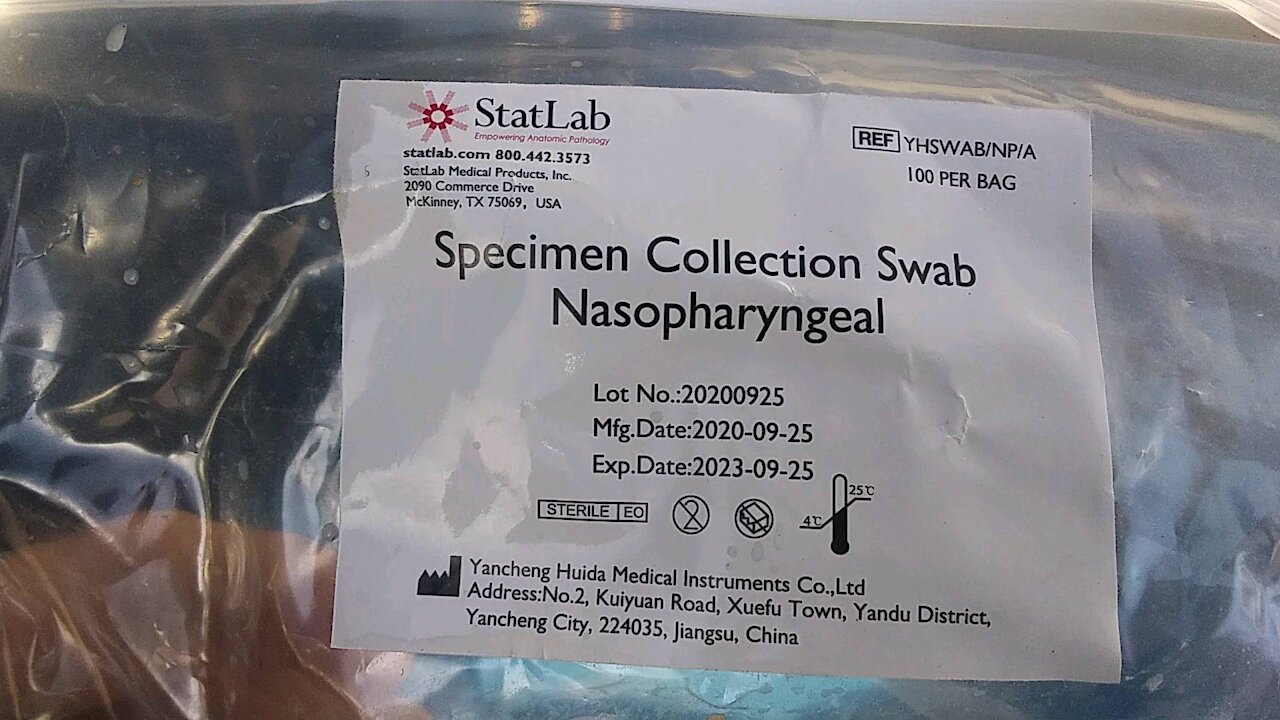 StatLab
Empowering Anatomic Pathology
statlab.com 800.442.3573
StatLab Medical Products, Inc.
2090 Commerce Drive
McKinney, TX 75069, USA
REF YHSWAB/NP/A
100 PER BAG
Specimen Collection Swab
Nasopharyngeal
Lot No.:20200925
Mfg.Date:2020-09-25
Exp.Date:2023-09-25
STERILE EO
2
4℃
25℃
Yancheng Huida Medical Instruments Co.,Ltd
Address:No.2, Kuiyuan Road, Xuefu Town, Yandu District,
Yancheng City, 224035, Jiangsu, China